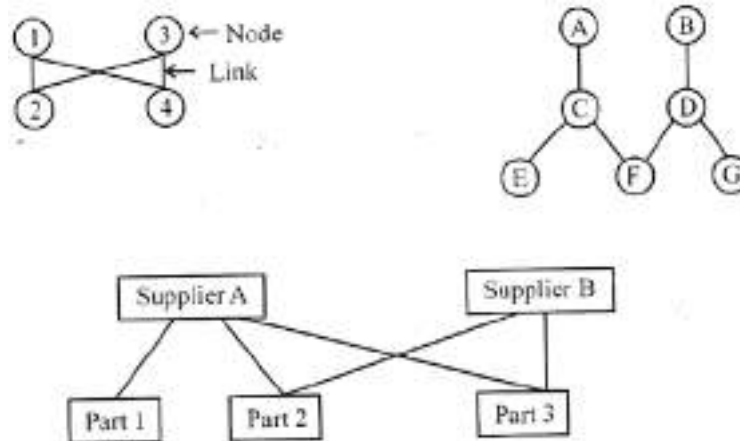 1 3 Node
Link
2 4
A B
C D
E F G
Supplier A Supplier B
Part 1 Part 2 Part 3